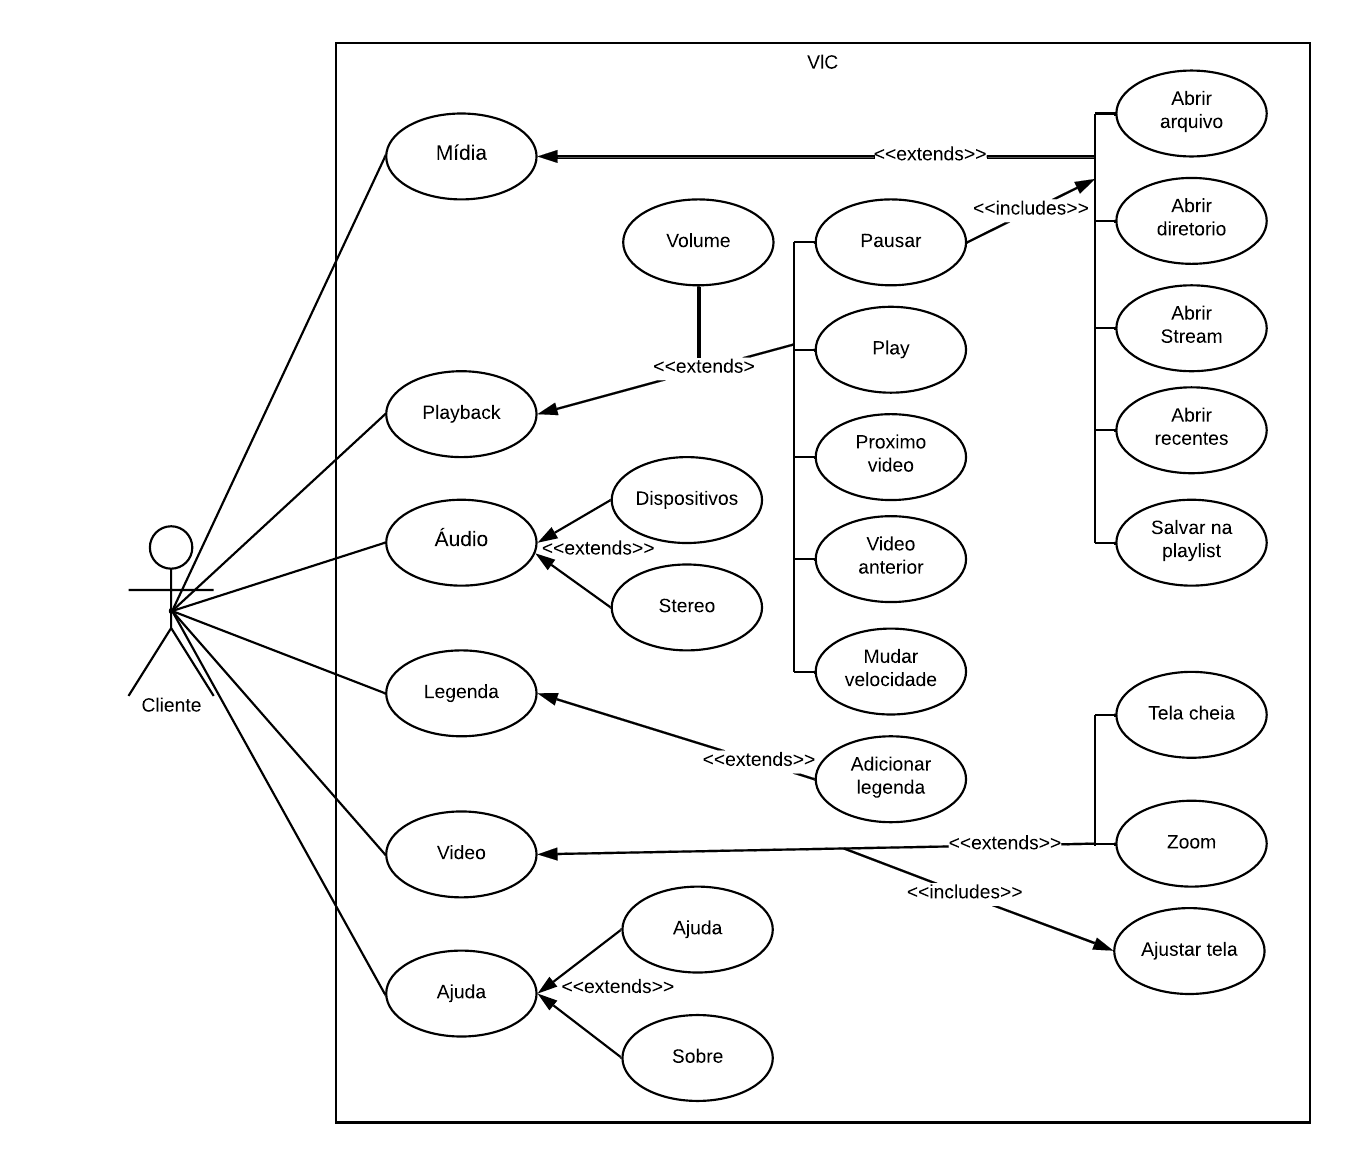 VlC
Abrir
arquivo
Mídia
<<extends>>
Abrir
diretorio
<<includes>>
Volume
Pausar
Abrir
Stream
Play
<<extends>
Playback
Abrir
recentes
Proximo
video
Dispositivos
Áudio
<<extends>>
Salvar na
playlist
Video
anterior
Stereo
Mudar
velocidade
Legenda
Cliente
Tela cheia
<<extends>>
Adicionar
legenda
Video
<<extends>>
Zoom
<<includes>>
Ajuda
Ajustar tela
Ajuda
<<extends>>
Sobre